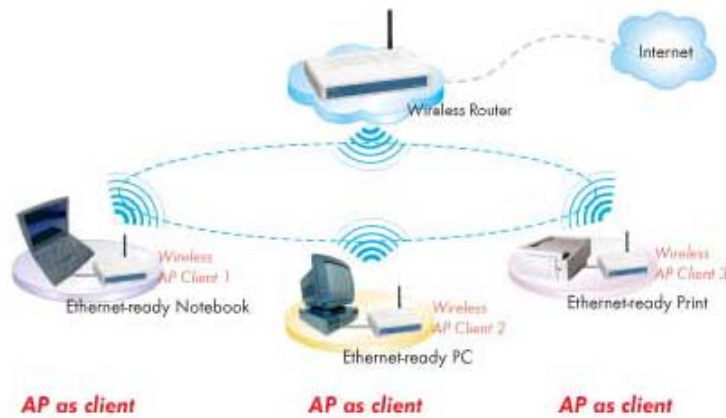 Internet
Wireless Router
Wireless
AP Client 1
Ethernet-ready Notebook
Wireless
AP Client 2
Ethernet-ready PC
Wireless
AP Client 3
Ethernet-ready Print
AP as client
AP as client
AP as client